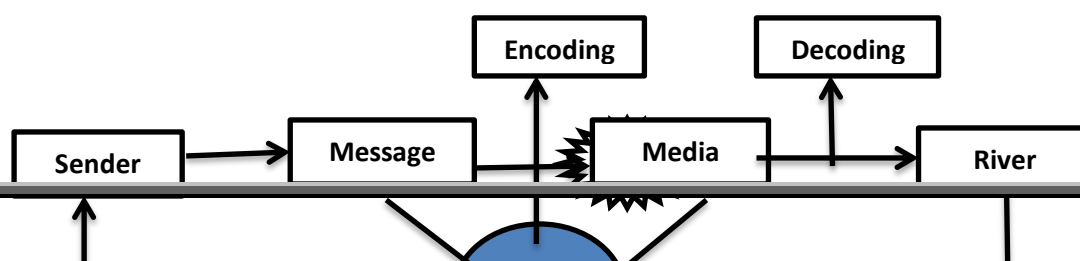 Encoding
Decoding
Sender
Message
Media
River